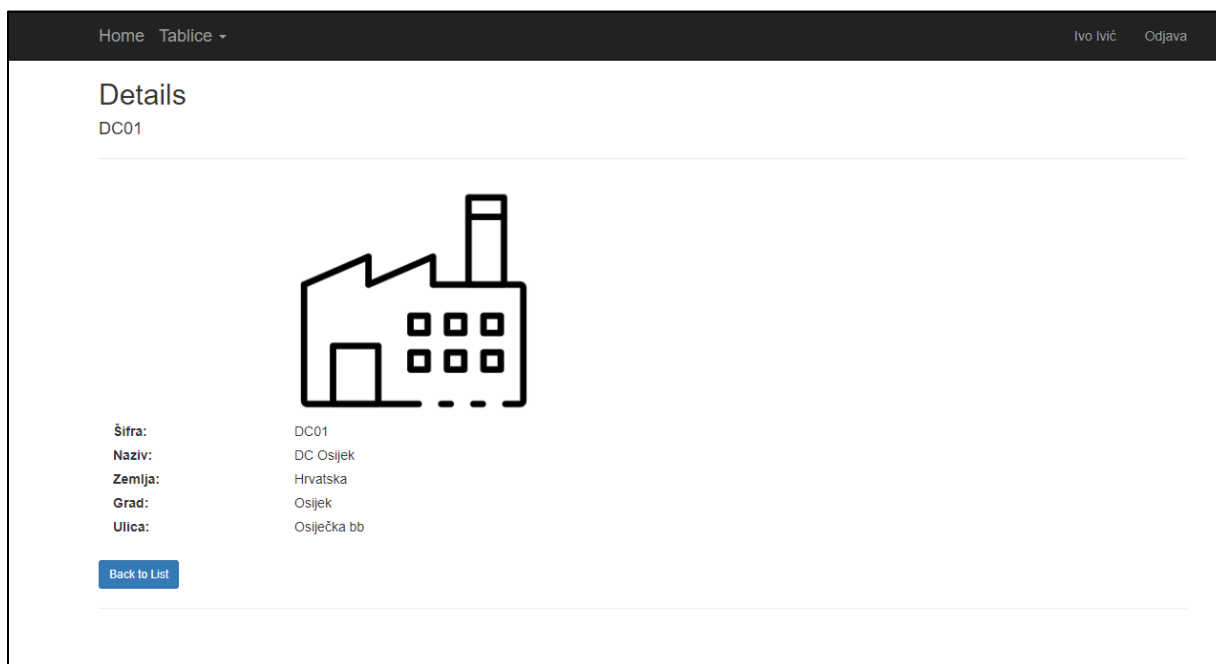 Home Tablice Ivo Ivić Odjava
Details
DC01
Šifra: DC01
Naziv: DC Osijek
Zemlja: Hrvatska
Grad: Osijek
Ulica: Osiječka bb
Back to List